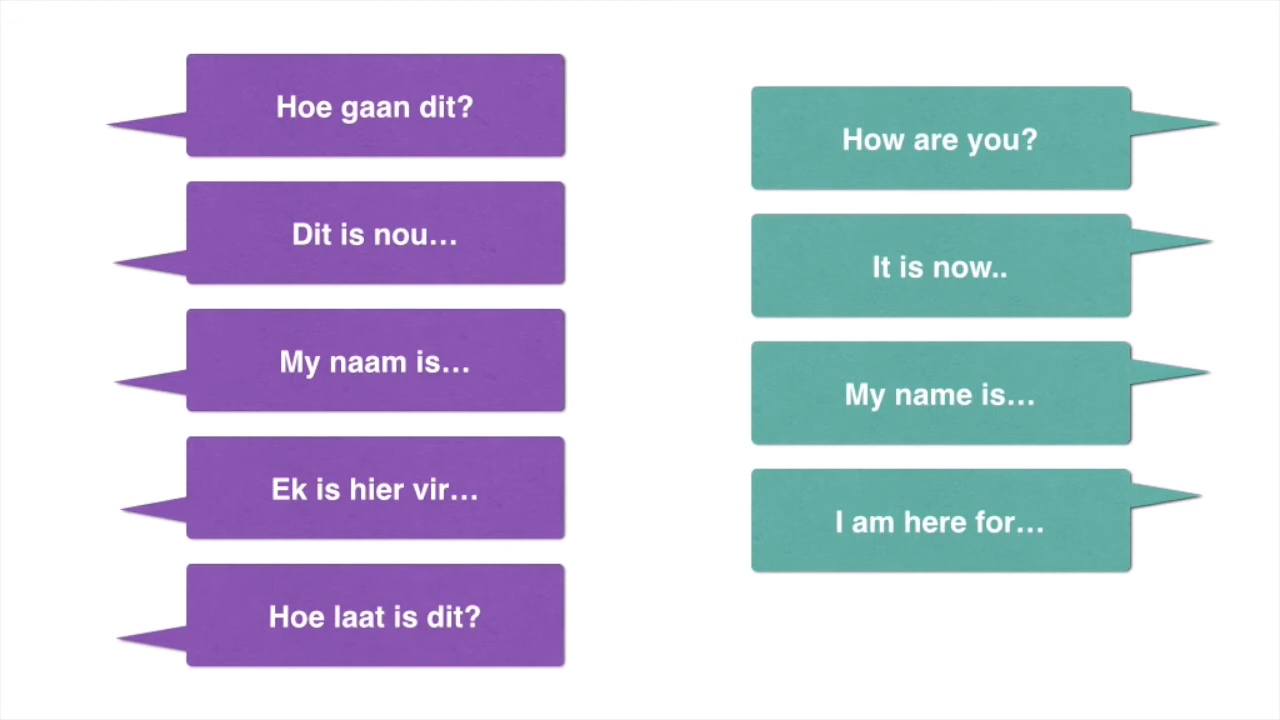 Hoe gaan dit?
Dit is nou…
My naam is…
Ek is hier vir…
Hoe laat is dit?
How are you?
It is now..
My name is…
I am here for…